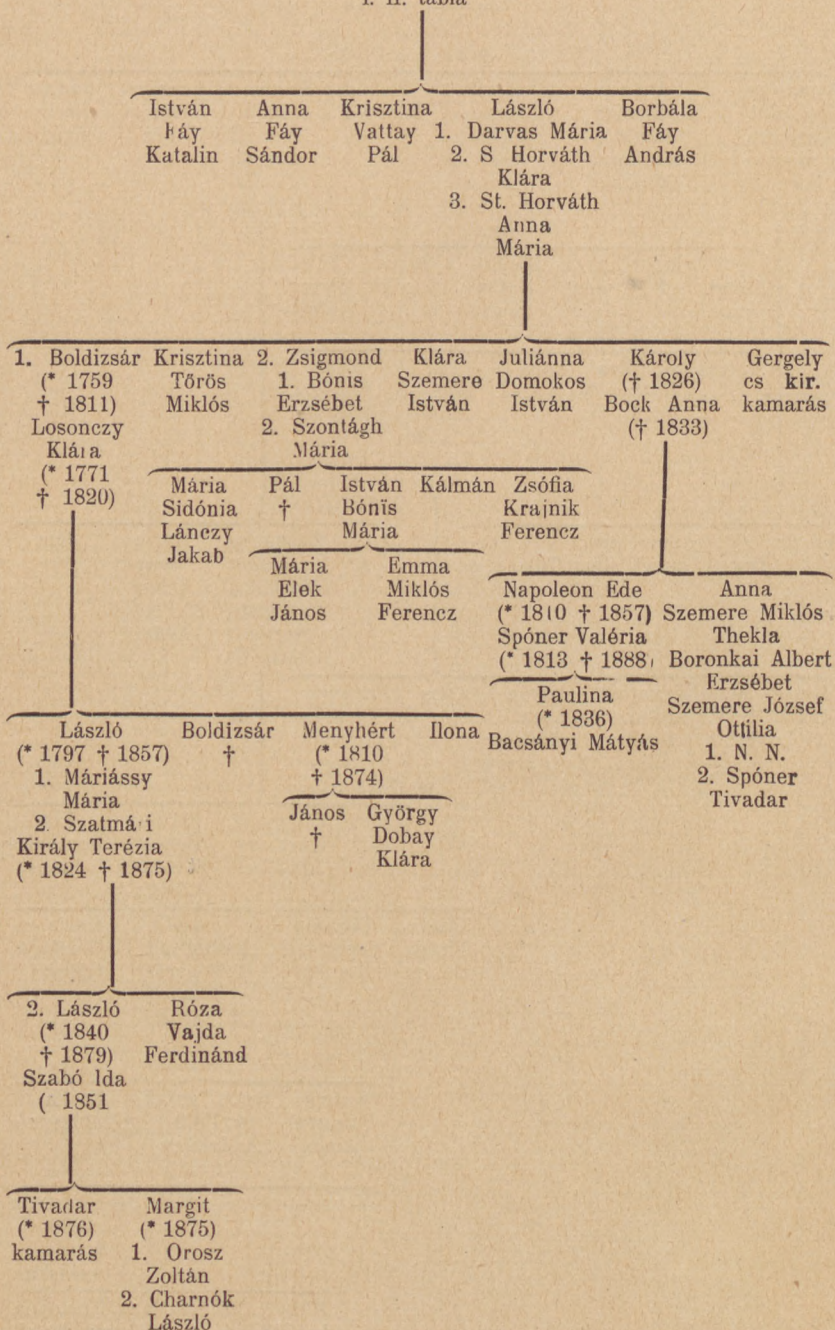 István
Fáy
Katalin
Anna
Fáy
Sándor
Krisztina
Vattay
Pál
László
1. Darvas Mária
2. S Horváth
Klára
3. St. Horváth
Anna
Mária
Borbála
Fáy
András
1. Boldizsár
(* 1759
† 1811)
Losonczy
Klára
(* 1771
† 1820)
Krisztina
Tőrös
Miklós
2. Zsigmond
1. Bónis
Erzsébet
2. Szontágh
Mária
Klára
Szemere
István
Juliánna
Domokos
István
Károly
(† 1826)
Bock Anna
(† 1833)
Gergely
cs kir.
kamarás
Mária
Sidónia
Lánczy
Jakab
Pál
†
István
Bónis
Mária
Kálmán
Zsófia
Krajnik
Ferencz
Mária
Elek
János
Emma
Miklós
Ferencz
Napoleon Ede
(* 1810 † 1857)
Spóner Valéria
(* 1813 † 1888)
Anna
Szemere Miklós
Thekla
Boronkai Albert
Erzsébet
Szemere József
Ottilia
1. N. N.
2. Spóner
Tivadar
Paulina
(* 1836)
Bacsányi Mátyás
László
(* 1797 † 1857)
1. Máriássy
Mária
2 Szatmári
Király Terézia
(* 1824 † 1875)
Boldizsár
†
Menyhért
(* 1810
† 1874)
Ilona
János
†
György
Dobay
Klára
2. László
(* 1840
† 1879)
Szabó Ida
( 1851
Róza
Vajda
Ferdinánd
Tivadar
(* 1876)
kamarás
Margit
(* 1875)
1. Orosz
Zoltán
2. Charnók
László